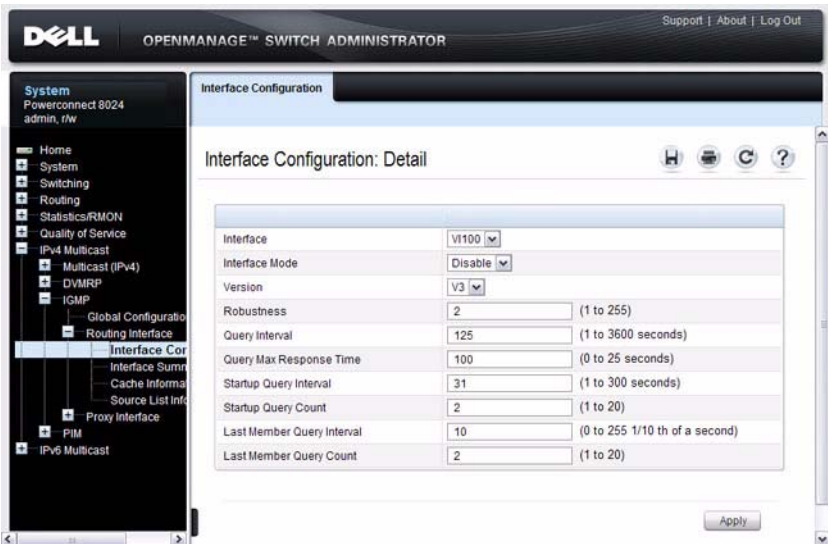 Support | About | Log Out
DELL OPENMANAGE™ SWITCH ADMINISTRATOR
System
Powerconnect 8024
admin, r/w
Interface Configuration
Home
System
Switching
Routing
Statistics/RMON
Quality of Service
IPv4 Multicast
Multicast (IPv4)
DVMRP
IGMP
Global Configuratio
Routing Interface
Interface Cor
Interface Summ
Cache Informa
Source List Info
Proxy Interface
PIM
IPv6 Multicast
Interface Configuration: Detail
Interface Vl100
Interface Mode Disable
Version V3
Robustness 2 (1 to 255)
Query Interval 125 (1 to 3600 seconds)
Query Max Response Time 100 (0 to 25 seconds)
Startup Query Interval 31 (1 to 300 seconds)
Startup Query Count 2 (1 to 20)
Last Member Query Interval 10 (0 to 255 1/10 th of a second)
Last Member Query Count 2 (1 to 20)
Apply